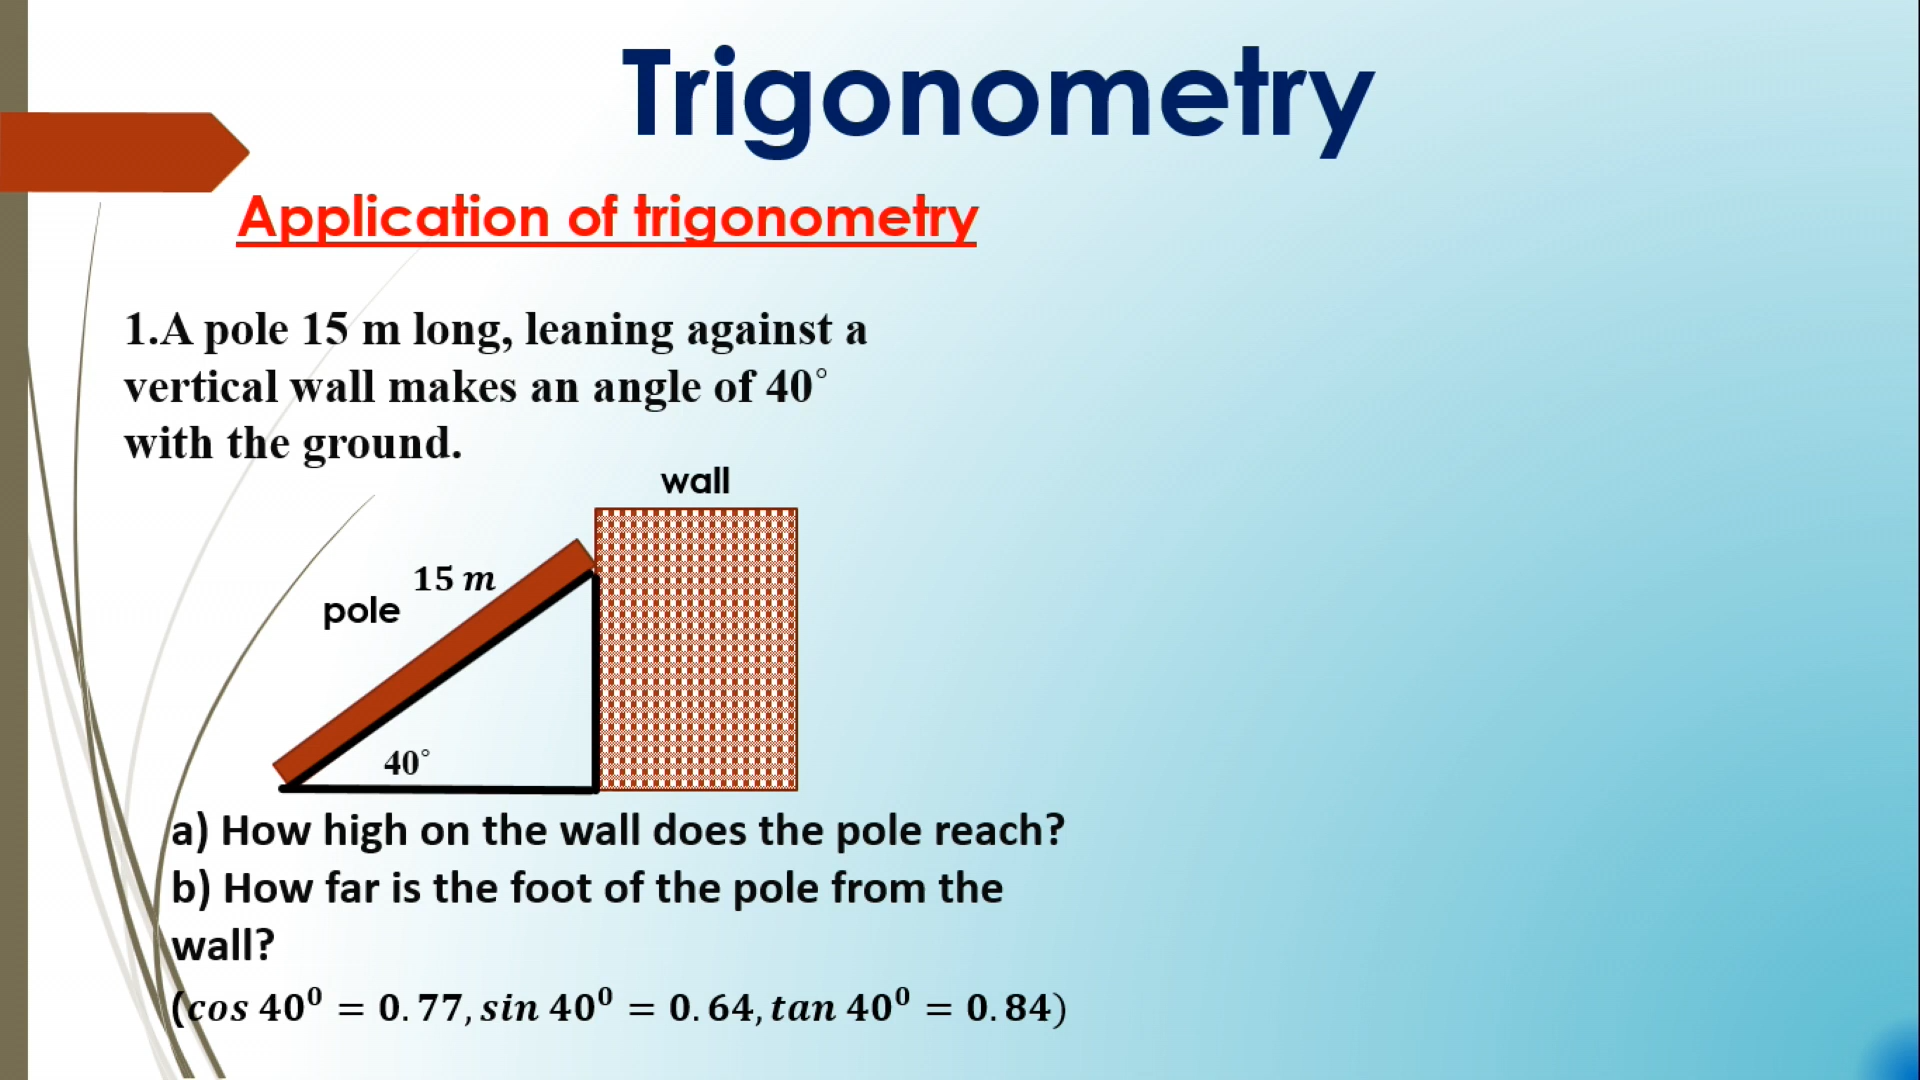 Trigonometry
Application of trigonometry
1.A pole 15 m long, leaning against a
vertical wall makes an angle of 40°
with the ground.
wall
15 m
pole
40°
a) How high on the wall does the pole reach?
b) How far is the foot of the pole from the
wall?
(cos 40⁰ = 0.77, sin 40⁰ = 0.64, tan 40⁰ = 0.84)